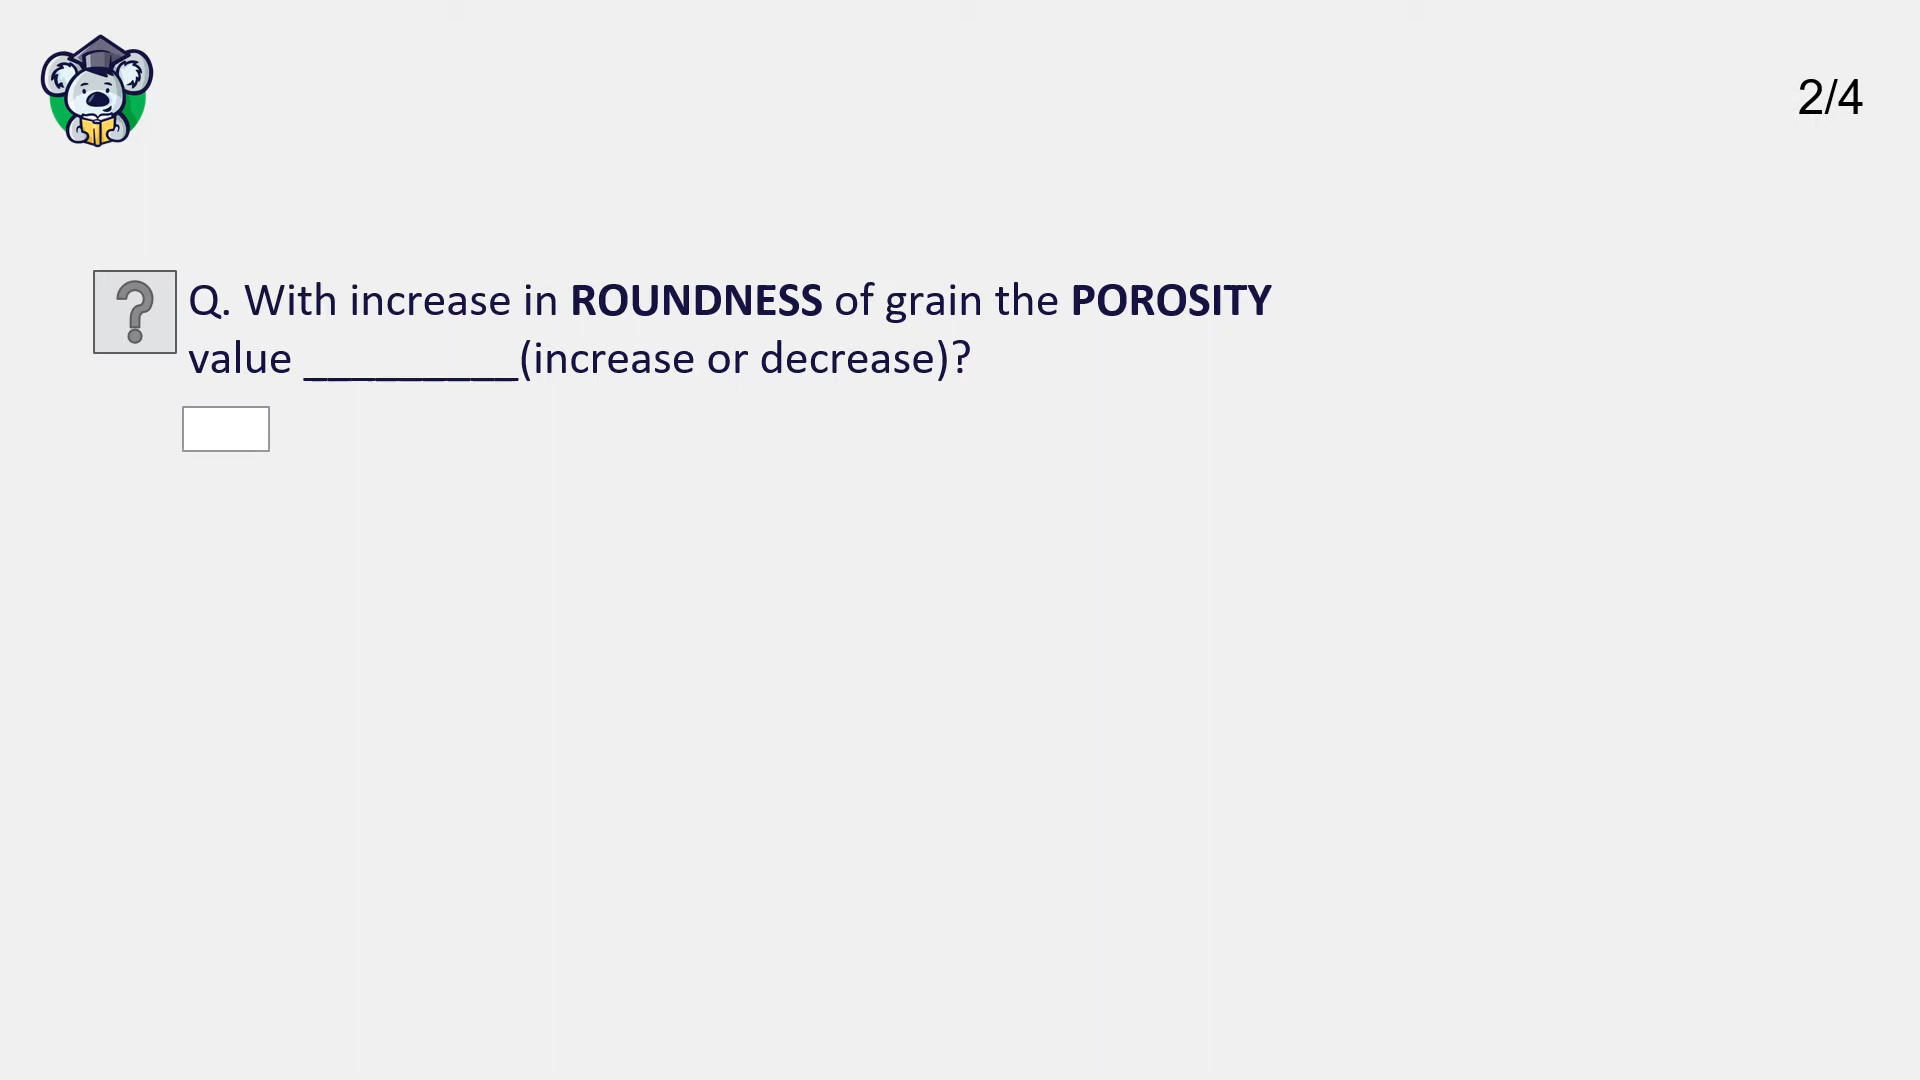 2/4
Q. With increase in ROUNDNESS of grain the POROSITY
value _________(increase or decrease)?